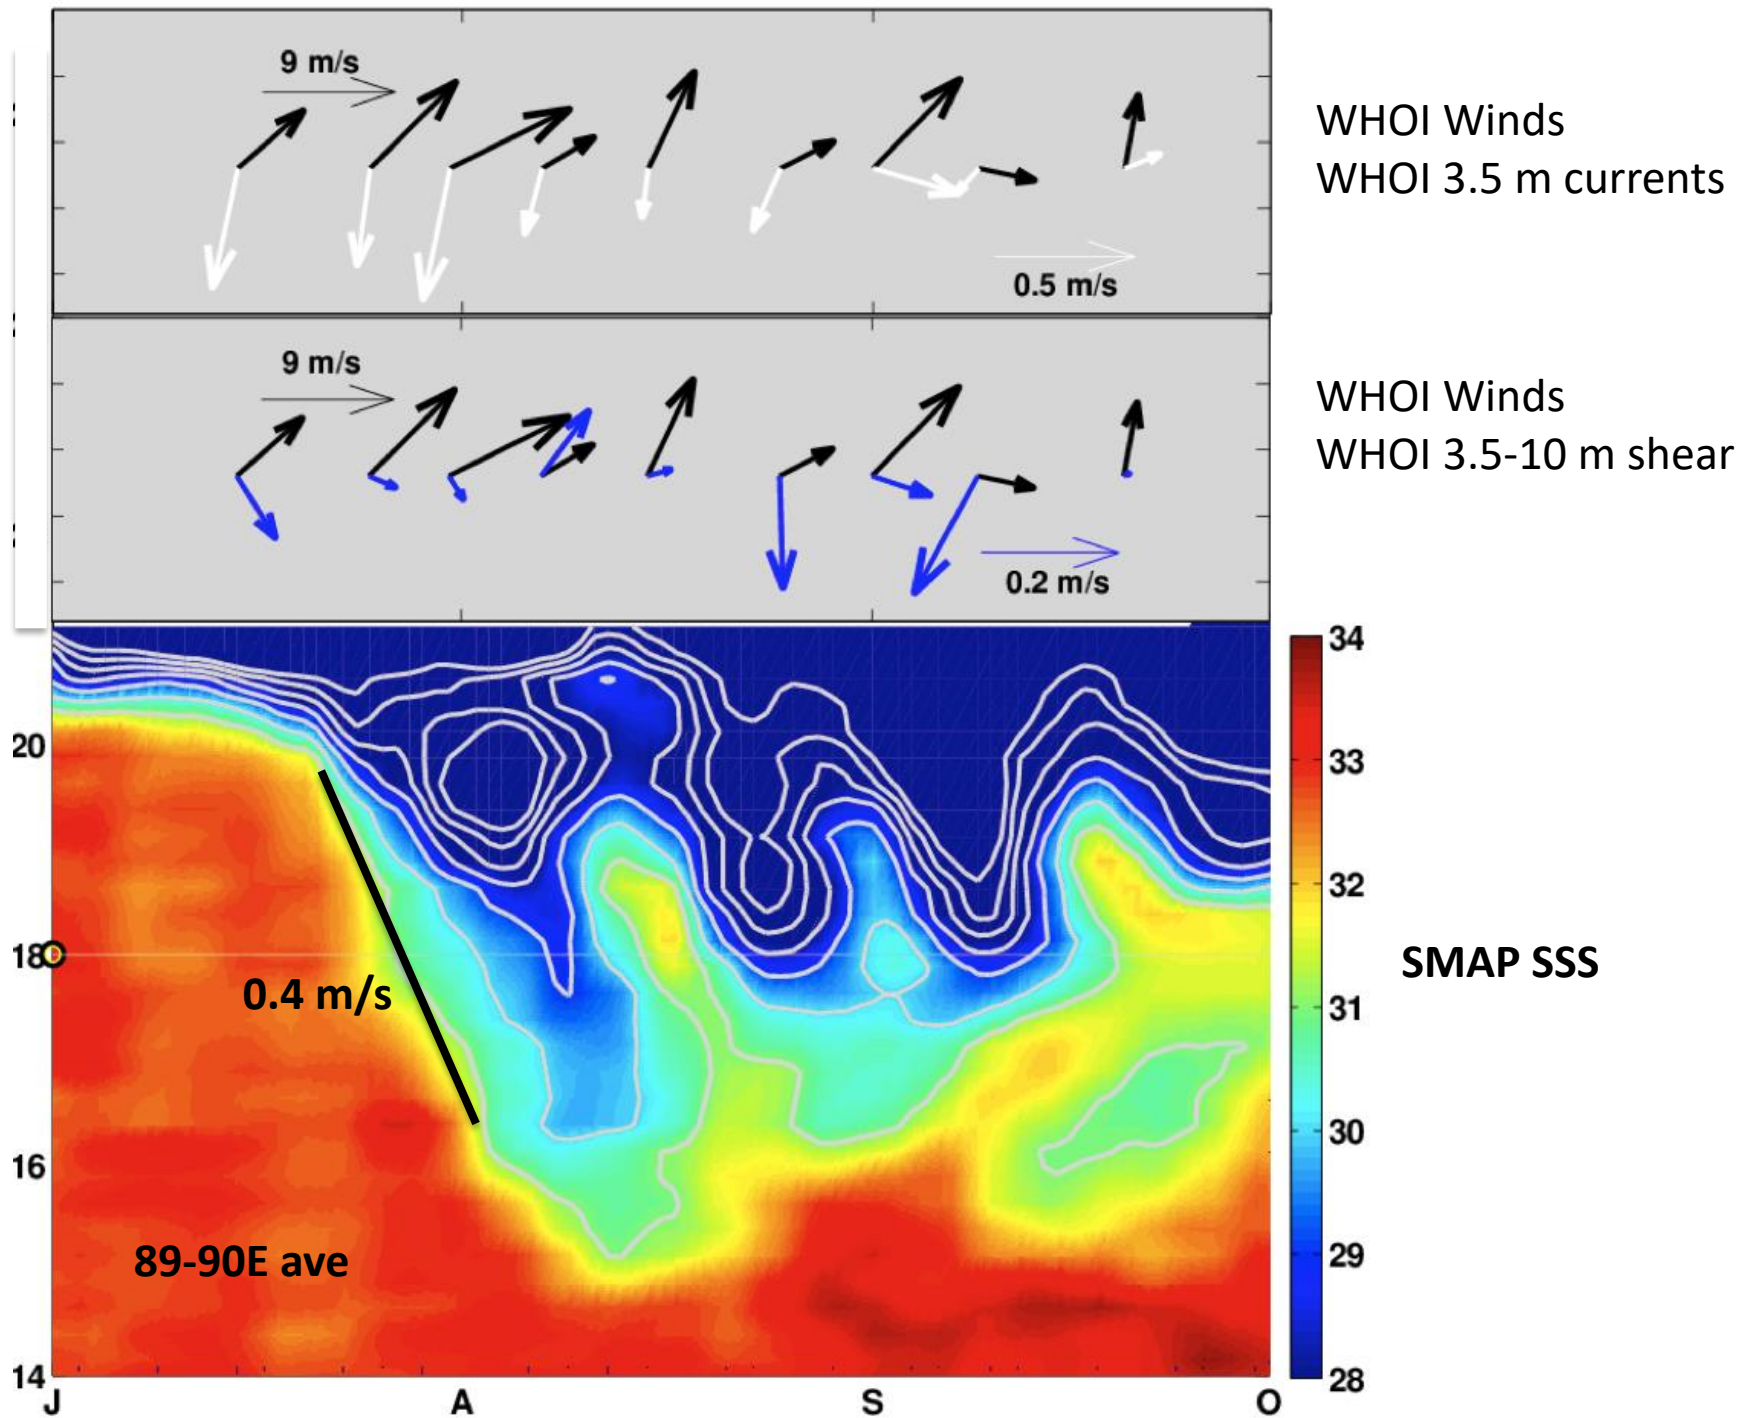 9 m/s
0.5 m/s
WHOI Winds
WHOI 3.5 m currents
9 m/s
0.2 m/s
WHOI Winds
WHOI 3.5-10 m shear
20
18
16
14
0.4 m/s
89-90E ave
J
A
S
O
34
33
32
31
30
29
28
SMAP SSS